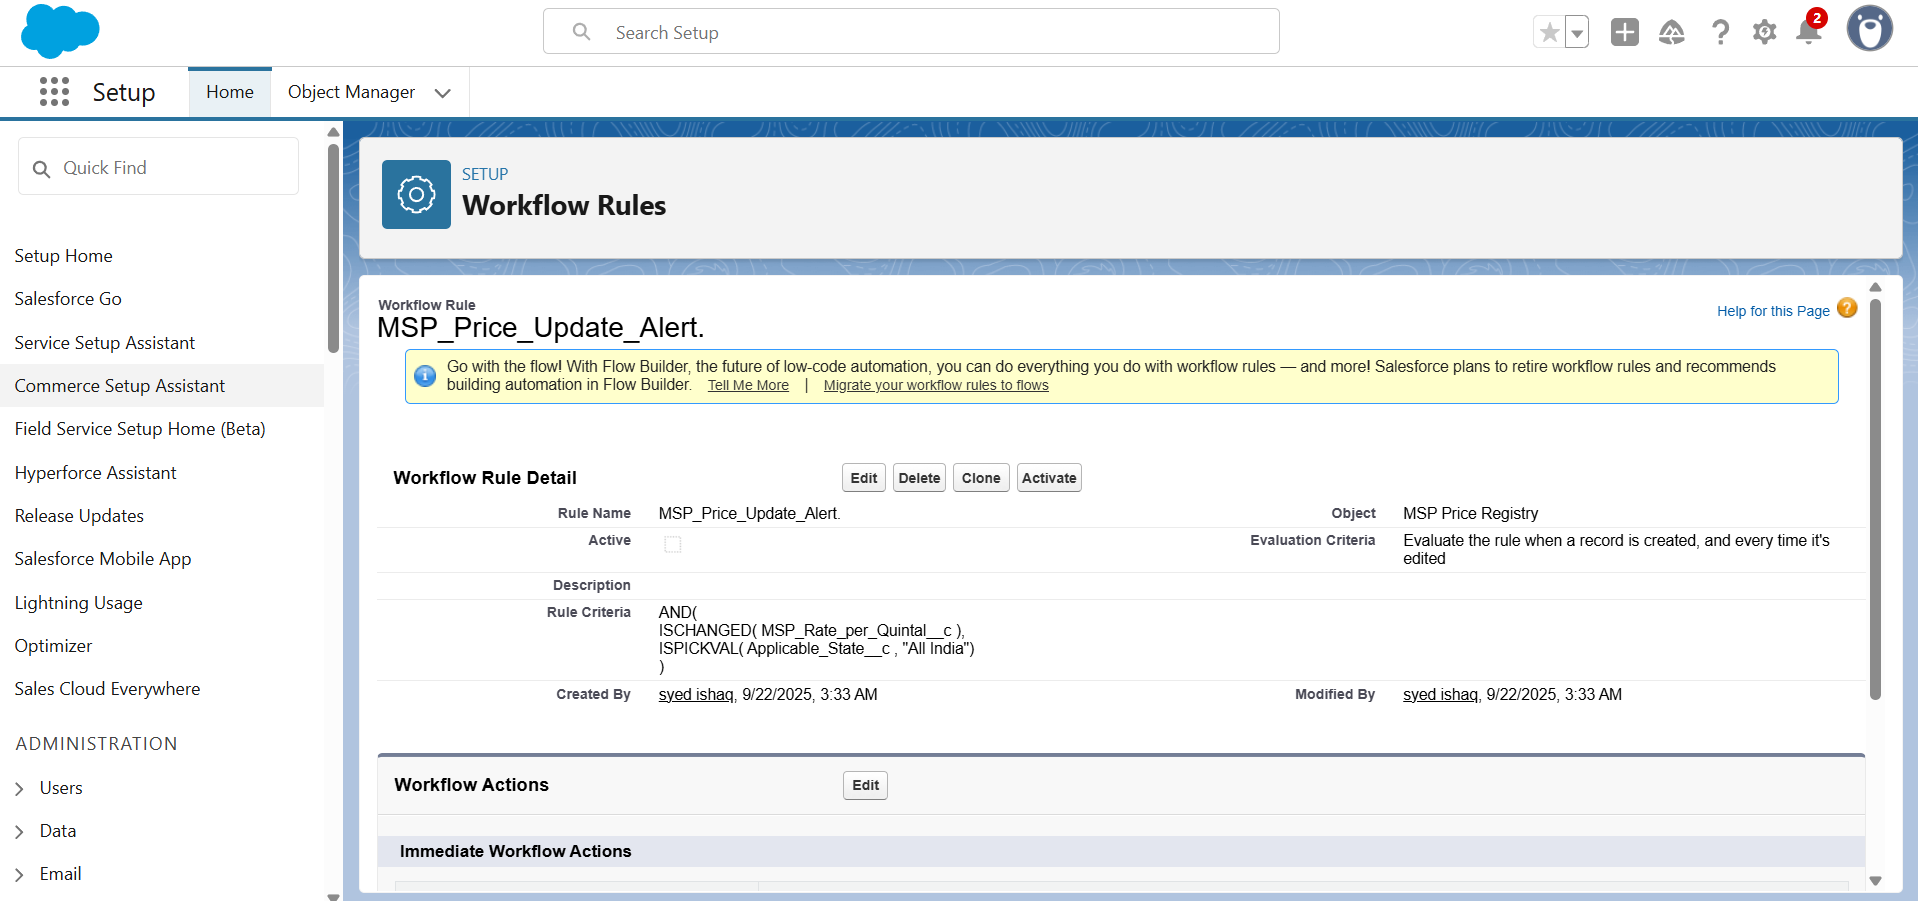 Search Setup
2
Setup
Home
Object Manager
Quick Find
Setup Home
Salesforce Go
Service Setup Assistant
Commerce Setup Assistant
Field Service Setup Home (Beta)
Hyperforce Assistant
Release Updates
Salesforce Mobile App
Lightning Usage
Optimizer
Sales Cloud Everywhere
ADMINISTRATION
Users
Data
Email
SETUP
Workflow Rules
Workflow Rule
MSP_Price_Update_Alert.
Help for this Page ?
Go with the flow! With Flow Builder, the future of low-code automation, you can do everything you do with workflow rules — and more! Salesforce plans to retire workflow rules and recommends
building automation in Flow Builder. Tell Me More | Migrate your workflow rules to flows
Workflow Rule Detail
Edit Delete Clone Activate
Rule Name MSP_Price_Update_Alert. Object MSP Price Registry
Active Evaluation Criteria Evaluate the rule when a record is created, and every time it's
edited
Description
Rule Criteria AND(
ISCHANGED( MSP_Rate_per_Quintal__c ),
ISPICKVAL( Applicable_State__c , "All India")
)
Created By syed ishaq, 9/22/2025, 3:33 AM Modified By syed ishaq, 9/22/2025, 3:33 AM
Workflow Actions Edit
Immediate Workflow Actions